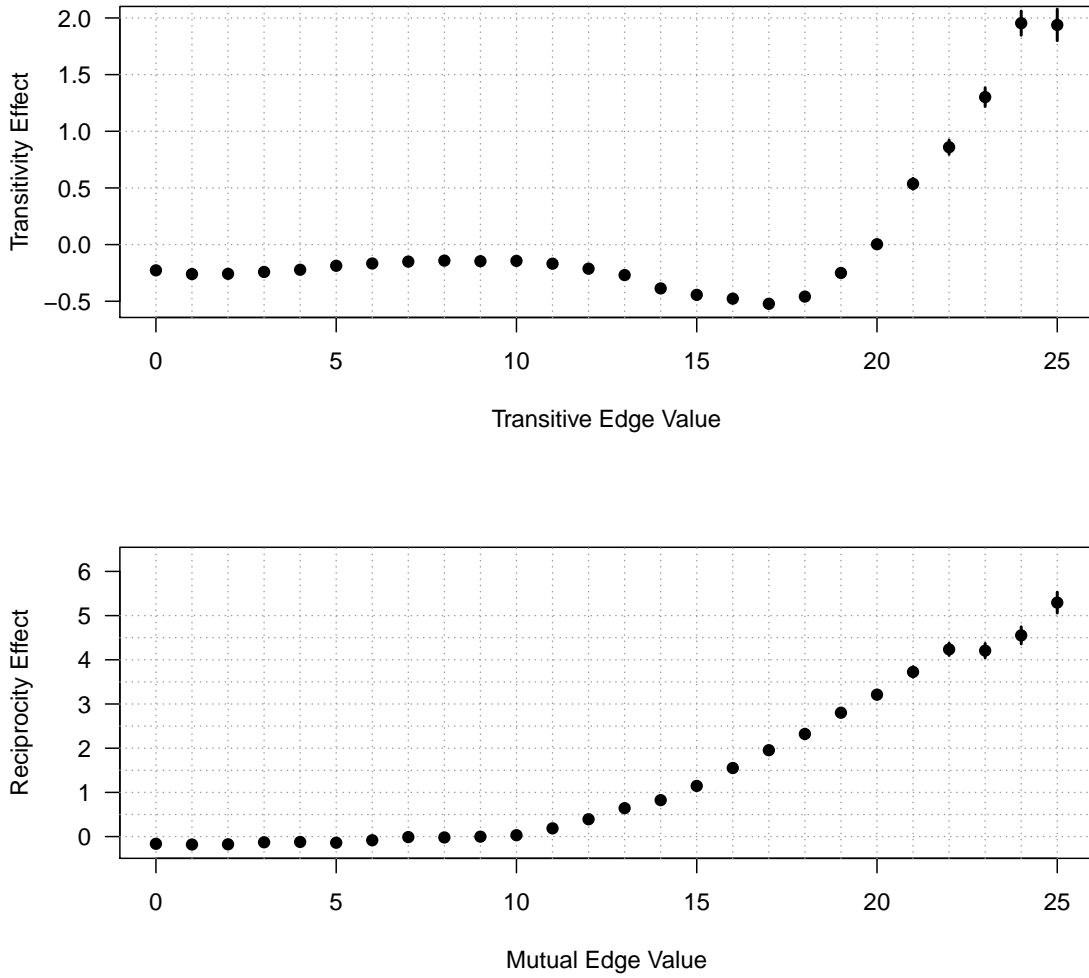 2.0
1.5
1.0
0.5
0.0
−0.5
Transitivity Effect
0 5 10 15 20 25
Transitive Edge Value
6
5
4
3
2
1
0
Reciprocity Effect
0 5 10 15 20 25
Mutual Edge Value